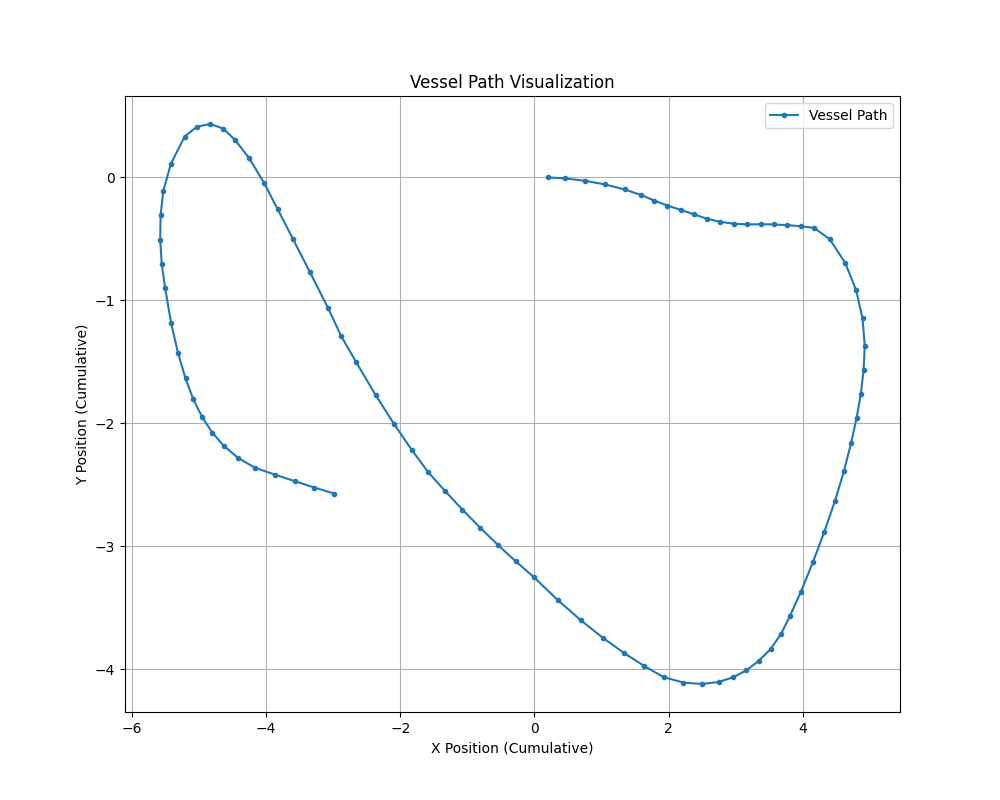 Vessel Path Visualization
Vessel Path
0
−1
−2
−3
−4
Y Position (Cumulative)
−6
−4
−2
0
2
4
X Position (Cumulative)